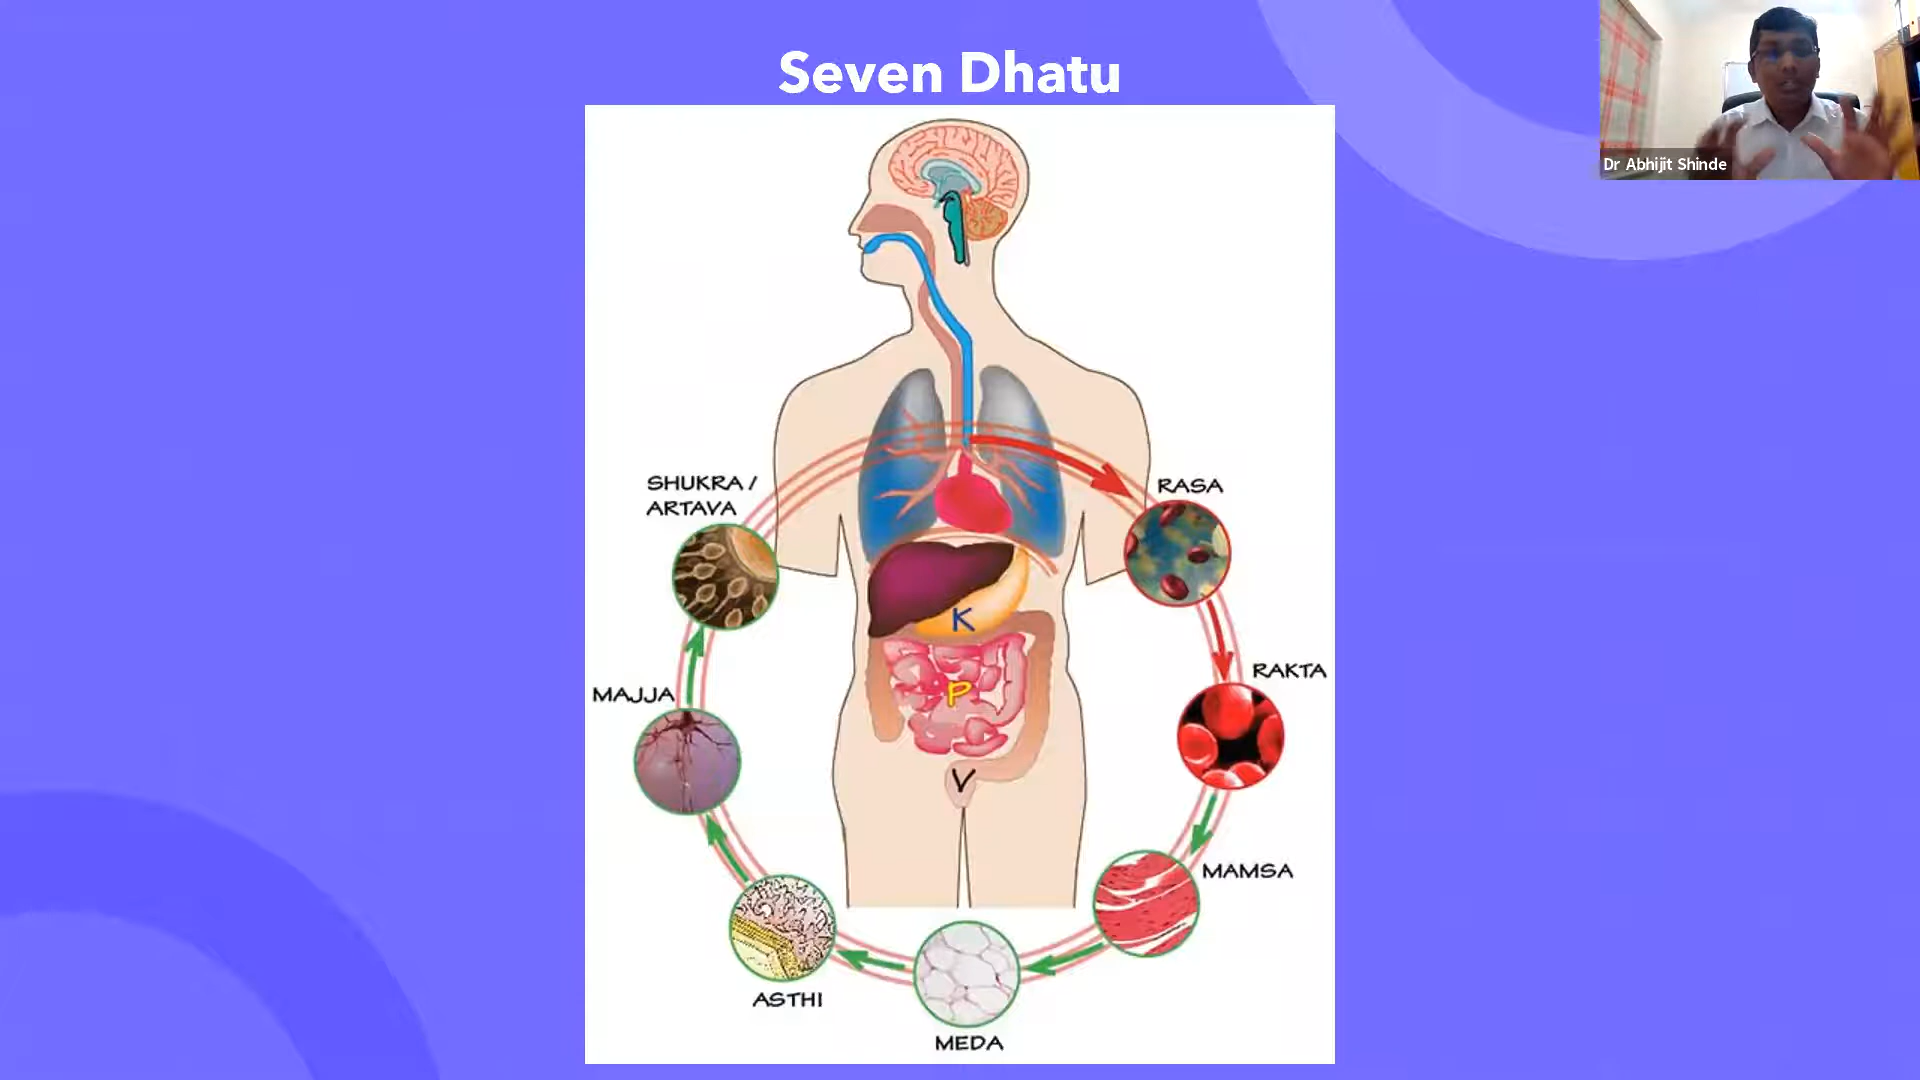 Seven Dhatu
Dr Abhijit Shinde
SHUKRA /
ARTAVA
RASA
K
RAKTA
MAJJA
P
V
MAMSA
ASTHI
MEDA